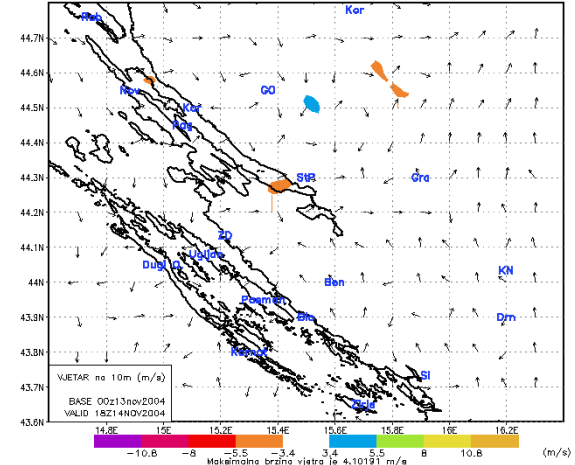 Kor
Rab
44.7N
44.6N
Nov
GO
44.5N
Kar
Pag
44.4N
44.3N
StP
Gra
44.2N
ZD
44.1N
Ugljan
Dugi O.
KN
44N
Ben
Pasman
43.9N
Bio
Drn
43.8N
Kornat
SI
43.7N
VJETAR na 10m (m/s)
BASE 00z13nov2004
VALID 18Z14NOV2004
Zirje
43.6N
14.8E 15E 15.2E 15.4E 15.6E 15.8E 16E 16.2E
-10.8 -8 -5.5 -3.4 3.4 5.5 8 10.8 (m/s)
Maksimalna brzina vjetra je 4.10191 m/s